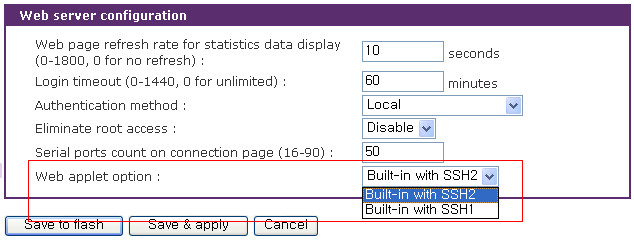 Web server configuration
Web page refresh rate for statistics data display
(0-1800, 0 for no refresh) : 10 seconds
Login timeout (0-1440, 0 for unlimited) : 60 minutes
Authentication method : Local
Eliminate root access : Disable
Serial ports count on connection page (16-90) : 50
Web applet option : Built-in with SSH2
Built-in with SSH2
Built-in with SSH1
Save to flash Save & apply Cancel